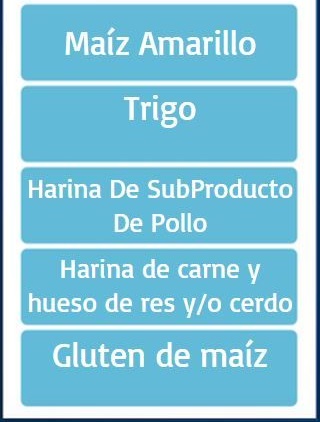 Maíz Amarillo
Trigo
Harina De SubProducto
De Pollo
Harina de carne y
hueso de res y/o cerdo
Gluten de maíz